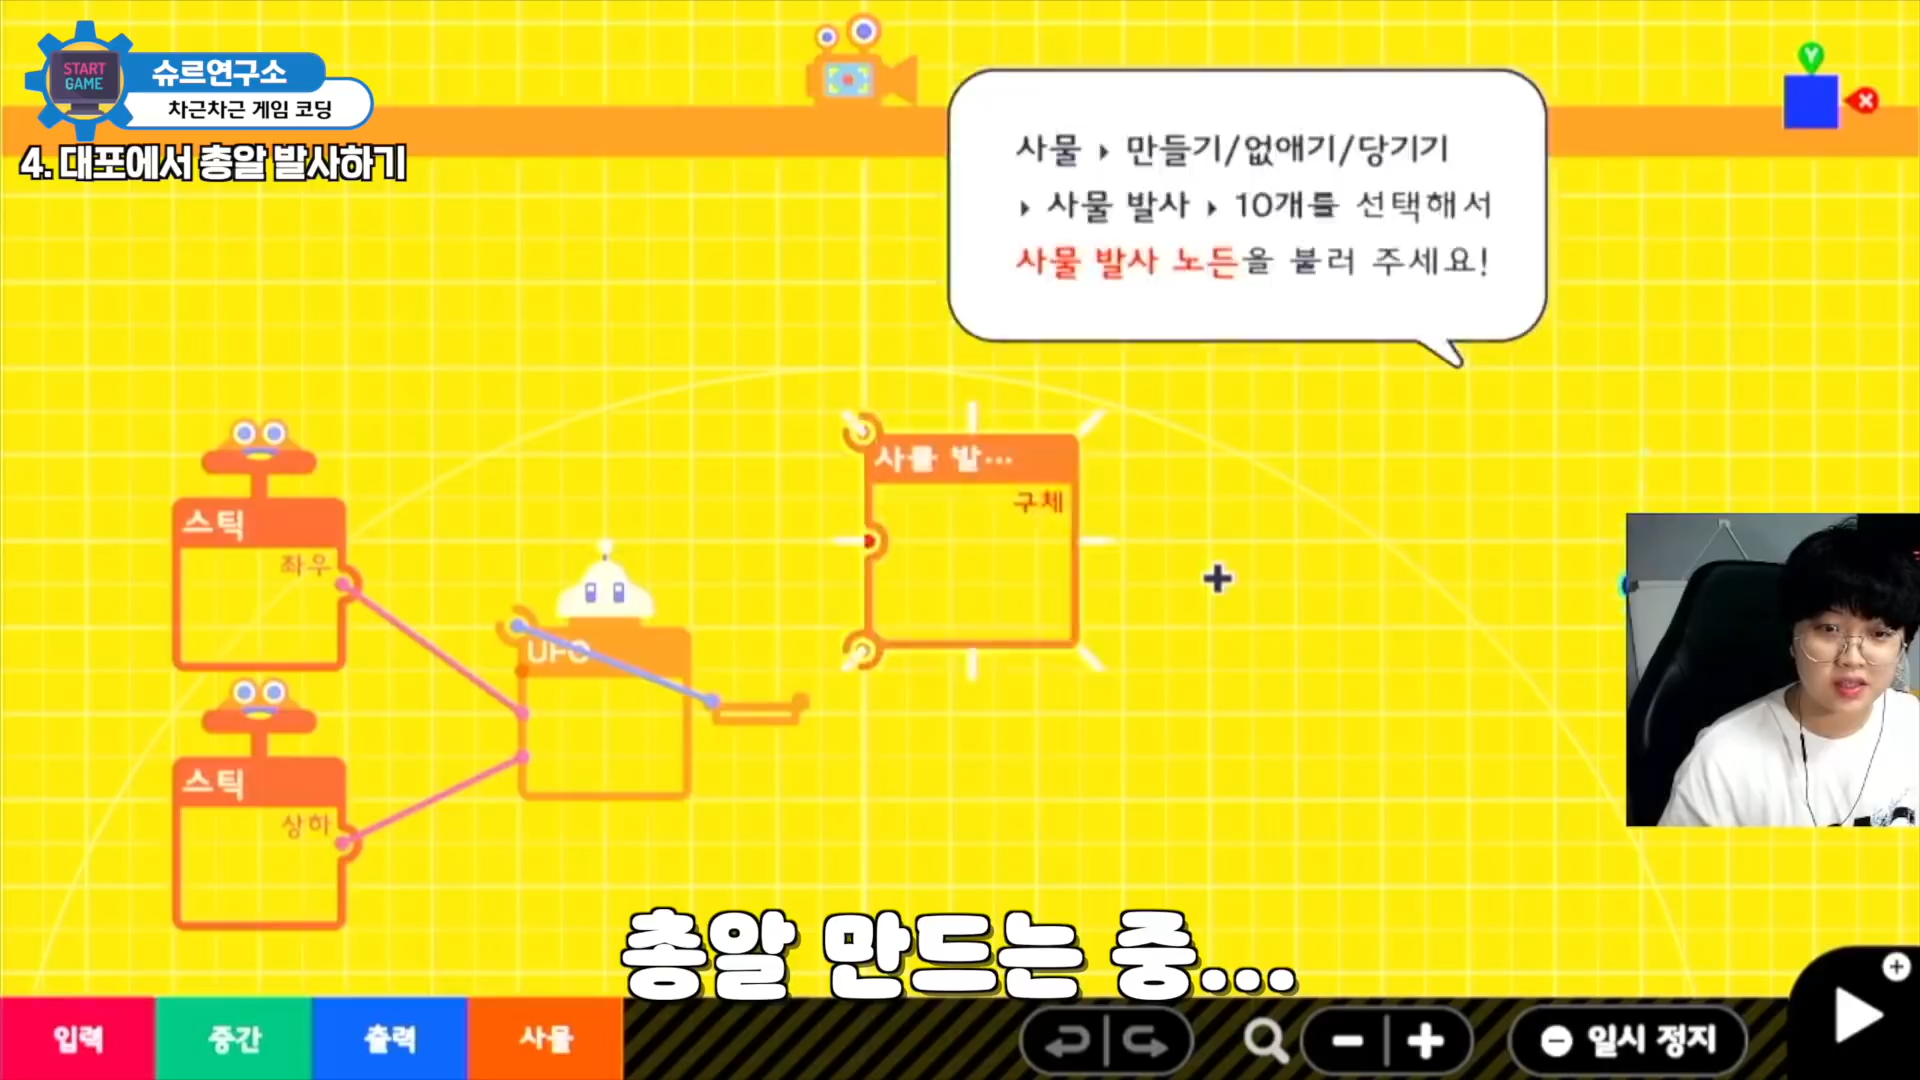 START
GAME
슈르연구소
차근차근 게임 코딩
4. 대포에서 총알 발사하기
사물 ▸ 만들기/없애기/당기기
▸ 사물 발사 ▸ 10개를 선택해서
사물 발사 노든을 불러 주세요!
Y
X
사물 발…
구체
스틱
좌우
UFO
스틱
상하
총알 만드는 중...
입력
중간
출력
사물
일시 정지